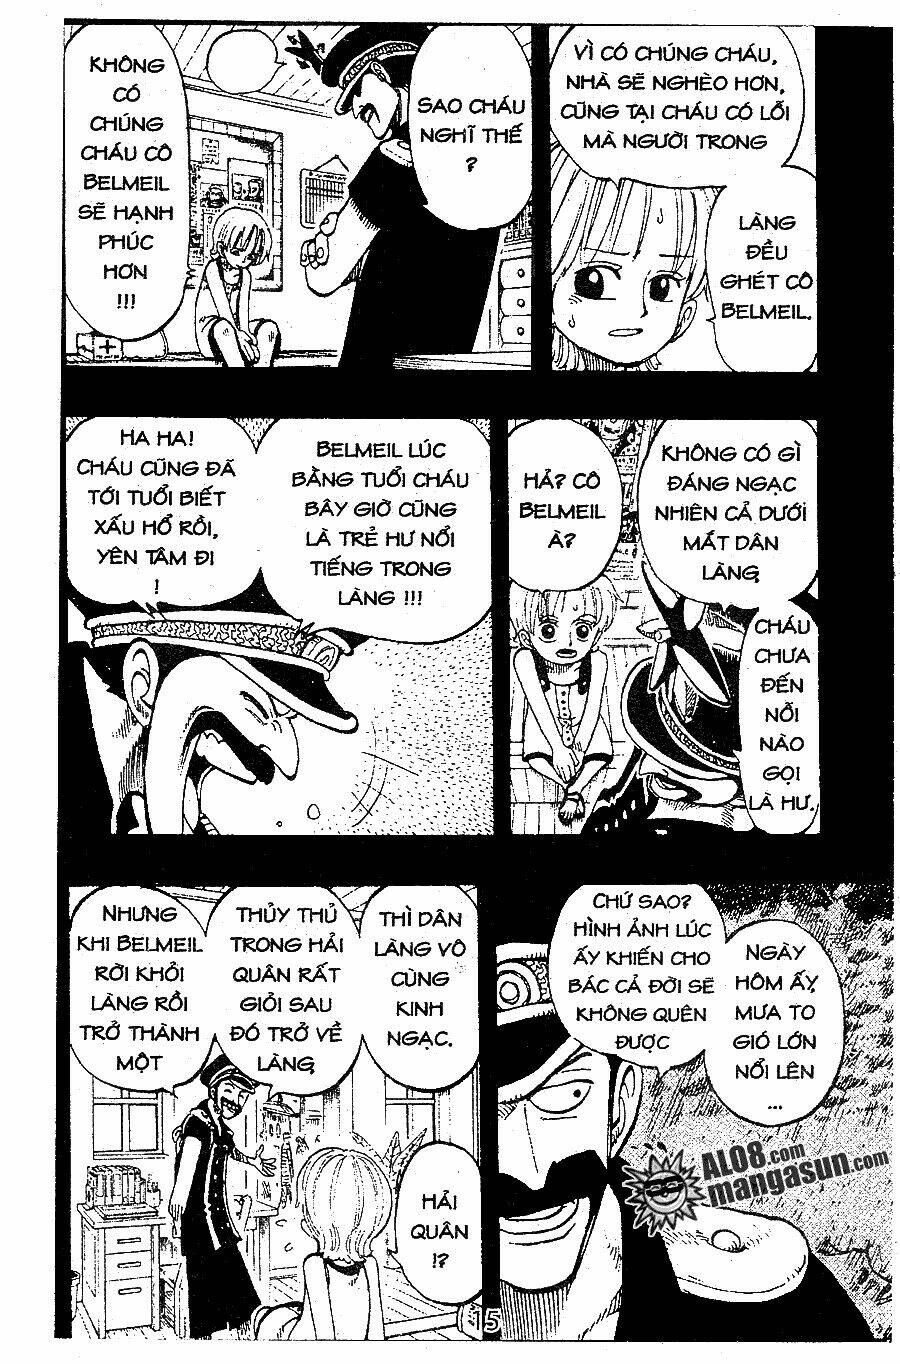 KHÔNG
CÓ
CHÚNG
CHÁU CÔ
BELMEIL
SẼ HẠNH
PHÚC
HƠN
!!!
SAO CHÁU
NGHĨ THẾ
?
VÌ CÓ CHÚNG CHÁU,
NHÀ SẼ NGHÈO HƠN,
CŨNG TẠI CHÁU CÓ LỖI
MÀ NGƯỜI TRONG
LÀNG
ĐỀU
GHÉT CÔ
BELMEIL.
HA HA!
CHÁU CŨNG ĐÃ
TỚI TUỔI BIẾT
XẤU HỔ RỒI,
YÊN TÂM ĐI
!
BELMEIL LÚC
BẰNG TUỔI CHÁU
BÂY GIỜ CŨNG
LÀ TRẺ HƯ NỔI
TIẾNG TRONG
LÀNG !!!
HẢ? CÔ
BELMEIL
À?
KHÔNG CÓ GÌ
ĐÁNG NGẠC
NHIÊN CẢ DƯỚI
MẮT DÂN
LÀNG,
CHÁU
CHƯA
ĐẾN
NỖI
NÀO
GỌI
LÀ HƯ.
NHƯNG
KHI BELMEIL
RỜI KHỎI
LÀNG RỒI
TRỞ THÀNH
MỘT
THỦY THỦ
TRONG HẢI
QUÂN RẤT
GIỎI SAU
ĐÓ TRỞ VỀ
LÀNG,
THÌ DÂN
LÀNG VÔ
CÙNG
KINH
NGẠC.
HẢI
QUÂN
!?
CHỨ SAO?
HÌNH ẢNH LÚC
ẤY KHIẾN CHO
BÁC CẢ ĐỜI SẼ
KHÔNG QUÊN
ĐƯỢC
NGÀY
HÔM ẤY,
MƯA TO
GIÓ LỚN
NỔI LÊN
...
AL08.com
mangasun.com
15